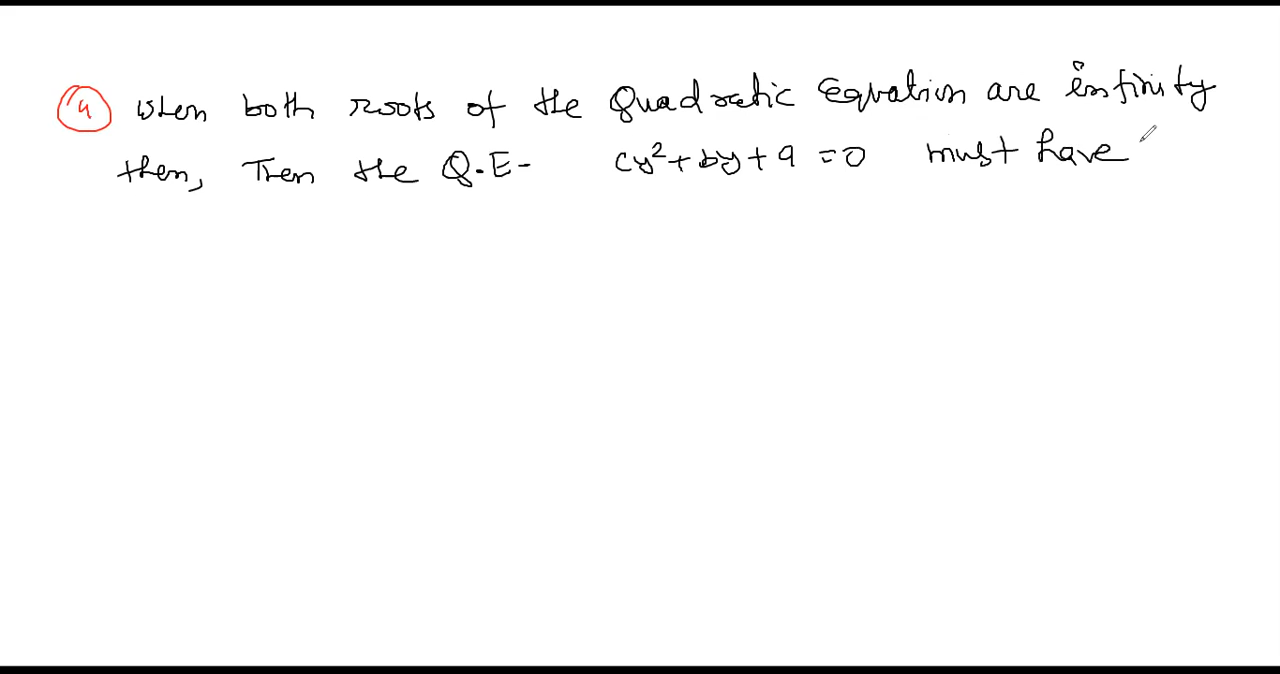 4 When both roots of the Quadratic Equation are infinity
then, Then the Q.E- cy²+by+a=0 must have